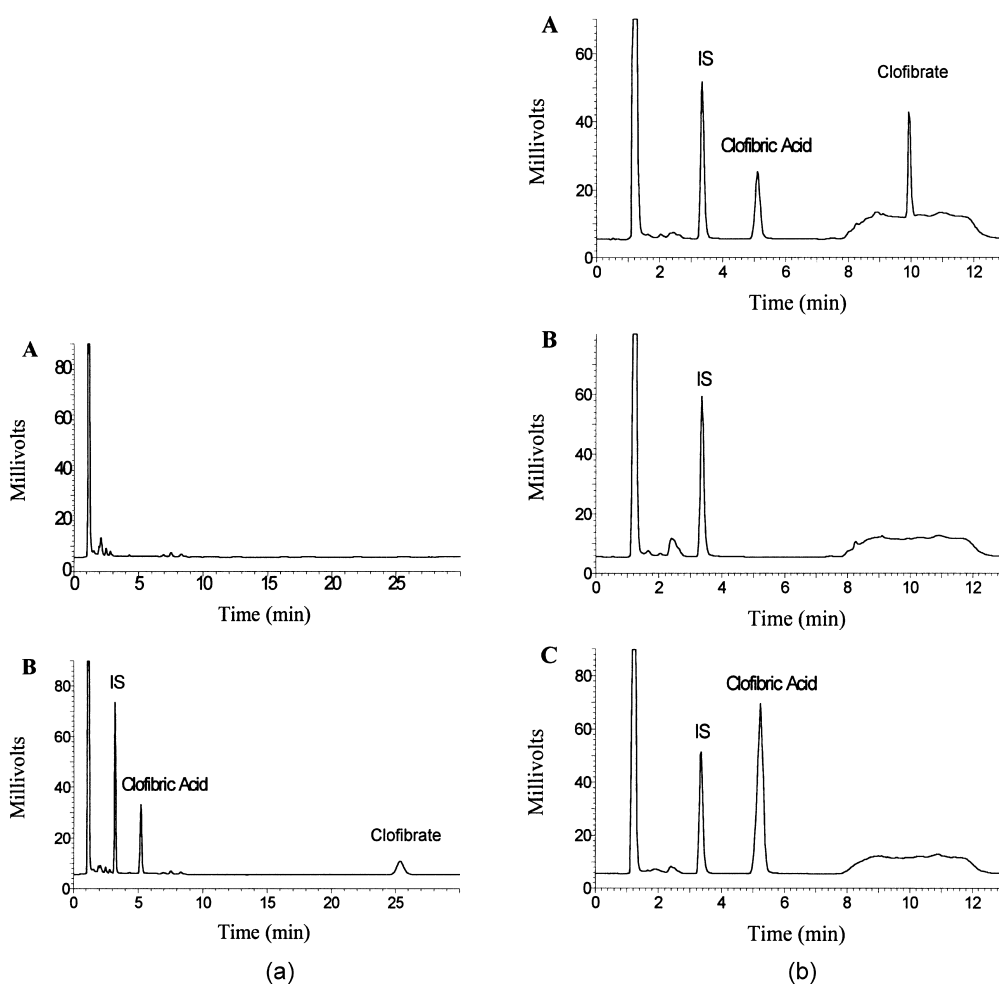 A
Millivolts
80
60
40
20
0
0 5 10 15 20 25
Time (min)
B
Millivolts
80
60
40
20
0
IS
Clofibric Acid
Clofibrate
0 5 10 15 20 25
Time (min)
(a)
A
Millivolts
60
40
20
0
IS
Clofibric Acid
Clofibrate
0 2 4 6 8 10 12
Time (min)
B
Millivolts
60
40
20
0
IS
0 2 4 6 8 10 12
Time (min)
C
Millivolts
80
60
40
20
0
IS
Clofibric Acid
0 2 4 6 8 10 12
Time (min)
(b)